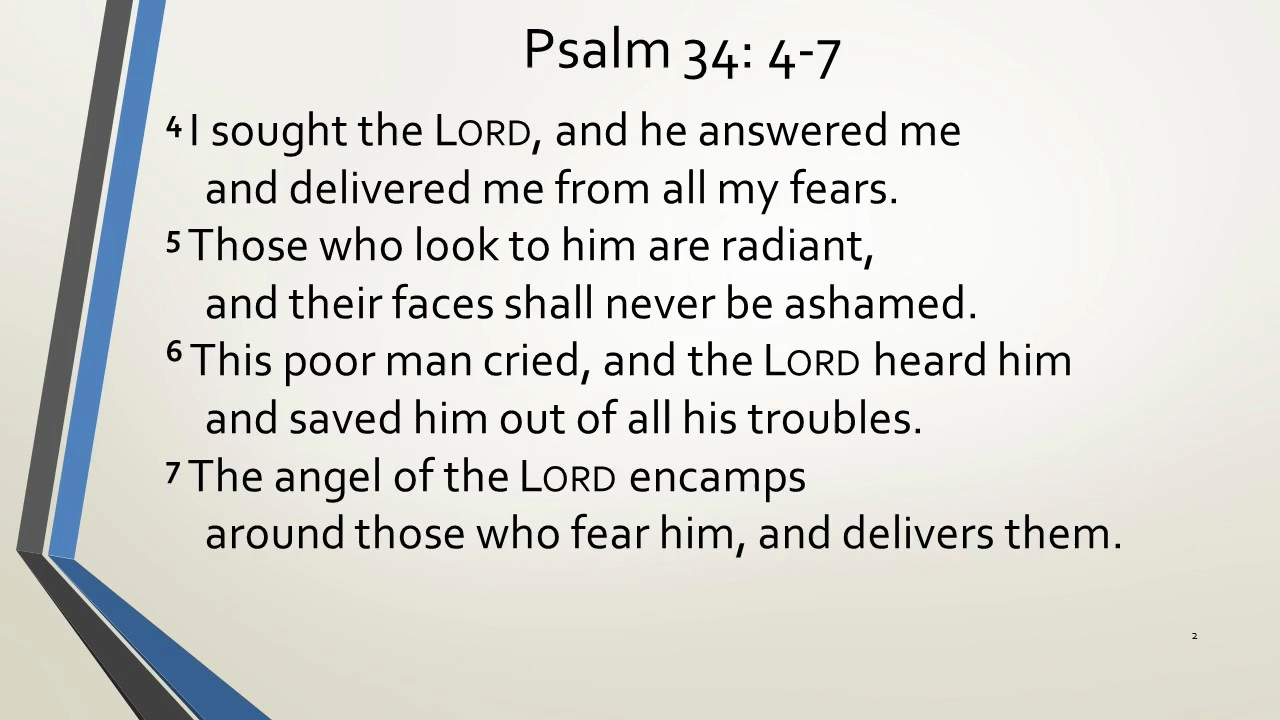 Psalm 34: 4-7
4 I sought the LORD, and he answered me
and delivered me from all my fears.
5 Those who look to him are radiant,
and their faces shall never be ashamed.
6 This poor man cried, and the LORD heard him
and saved him out of all his troubles.
7 The angel of the LORD encamps
around those who fear him, and delivers them.
2